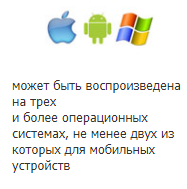 может быть воспроизведена
на трех
и более операционных
системах, не менее двух из
которых для мобильных
устройств